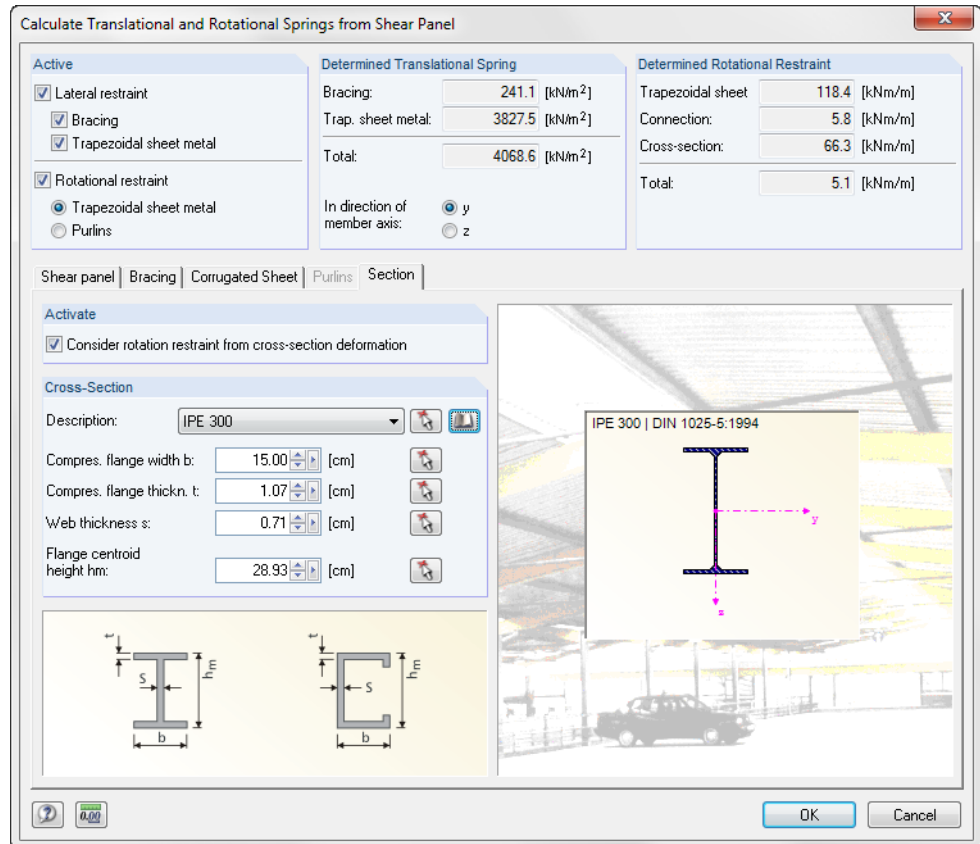 Calculate Translational and Rotational Springs from Shear Panel
Active
Lateral restraint
Bracing
Trapezoidal sheet metal
Rotational restraint
Trapezoidal sheet metal
Purlins
Determined Translational Spring
Bracing: 241.1 [kN/m²]
Trap. sheet metal: 3827.5 [kN/m²]
Total: 4068.6 [kN/m²]
In direction of
member axis:
y
z
Determined Rotational Restraint
Trapezoidal sheet 118.4 [kNm/m]
Connection: 5.8 [kNm/m]
Cross-section: 66.3 [kNm/m]
Total: 5.1 [kNm/m]
Shear panel Bracing Corrugated Sheet Purlins Section
Activate
Consider rotation restraint from cross-section deformation
Cross-Section
Description: IPE 300
Compres. flange width b: 15.00 [cm]
Compres. flange thickn. t: 1.07 [cm]
Web thickness s: 0.71 [cm]
Flange centroid
height hm: 28.93 [cm]
t
s
hm
b
t
s
hm
b
IPE 300 | DIN 1025-5:1994
y
z
0.00
OK Cancel